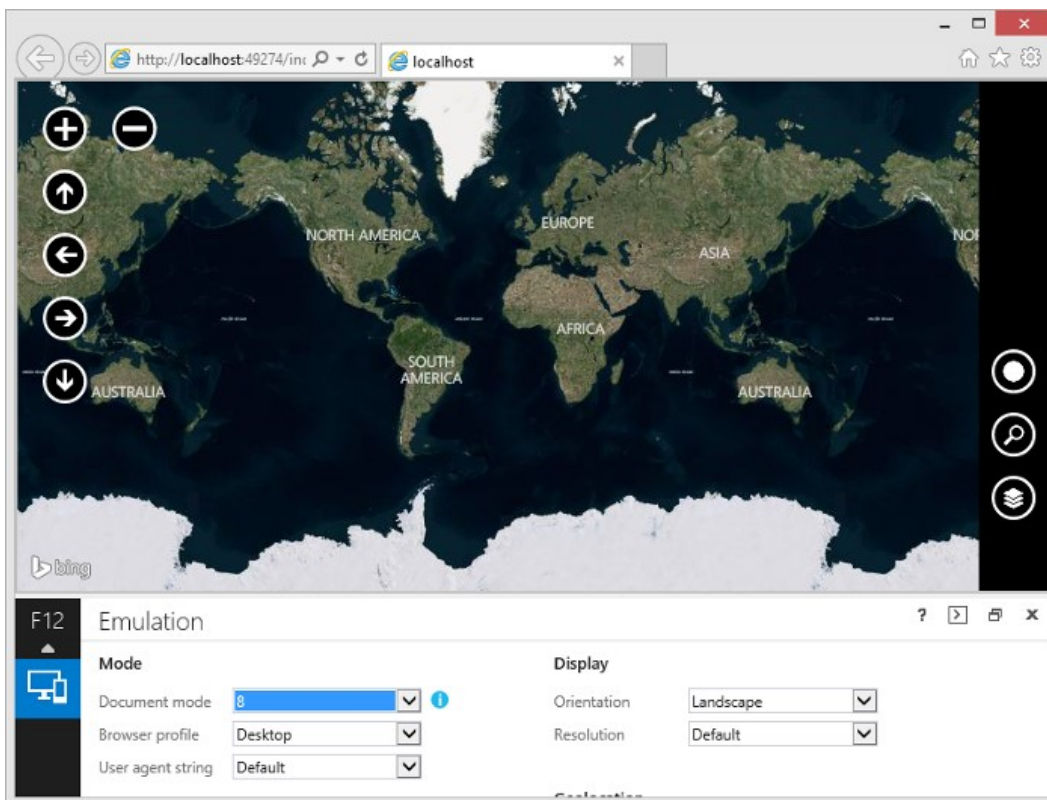 http://localhost:49274/in
localhost
NORTH AMERICA
EUROPE
ASIA
NOR
AFRICA
SOUTH
AMERICA
AUSTRALIA
AUSTRALIA
bing
F12
Emulation
?
Mode
Display
Document mode
8
Orientation
Landscape
Browser profile
Desktop
Resolution
Default
User agent string
Default